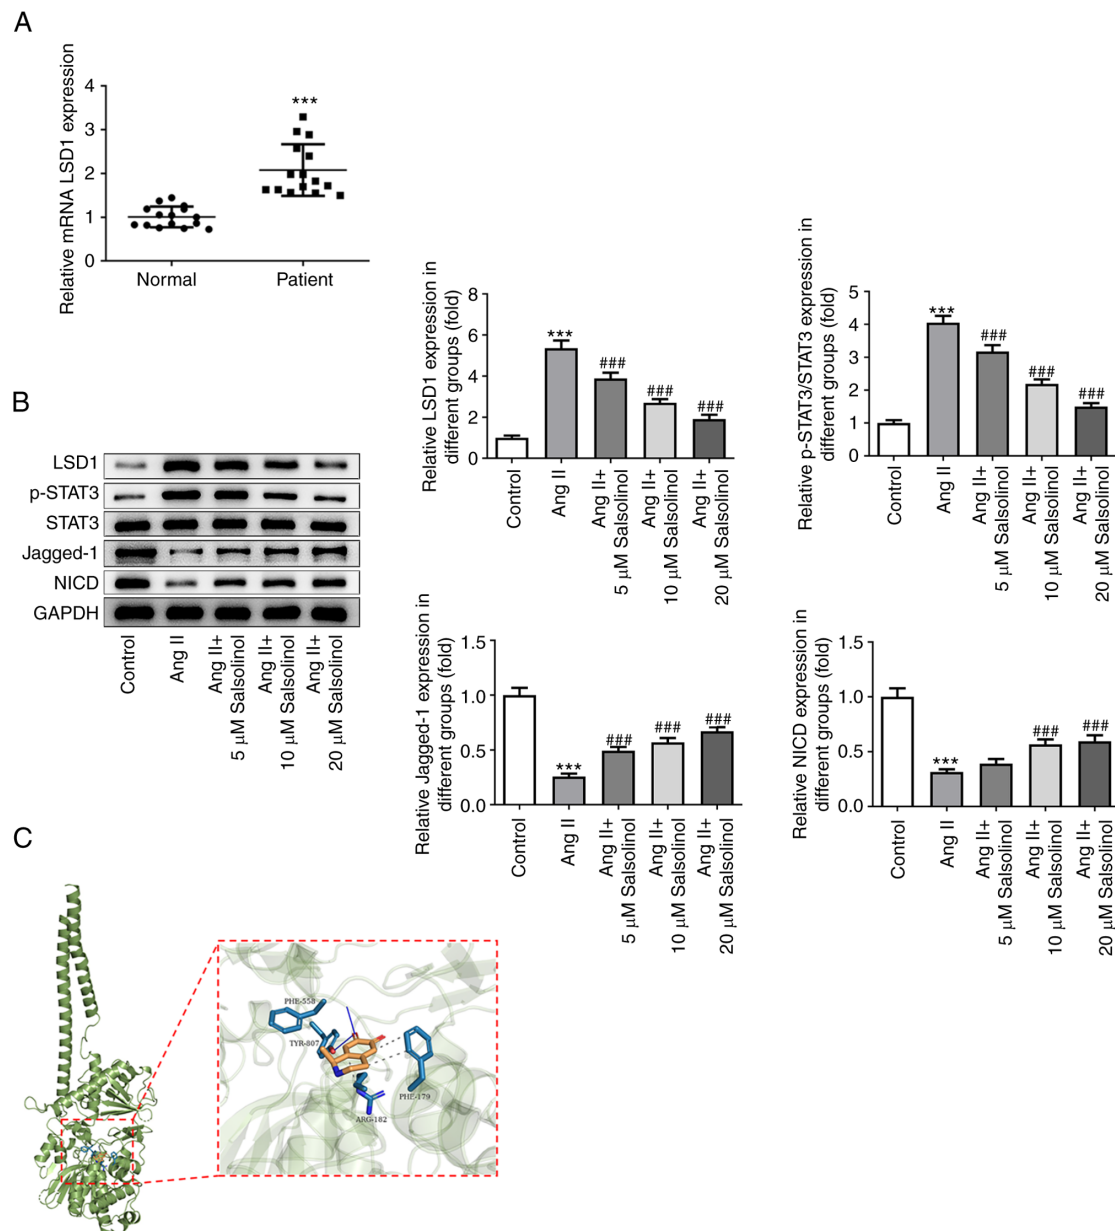 A
Relative mRNA LSD1 expression
4
3
2
1
0
***
Normal
Patient
B
LSD1
p-STAT3
STAT3
Jagged-1
NICD
GAPDH
Control
Ang II
Ang II+
5 μM Salsolinol
Ang II+
10 μM Salsolinol
Ang II+
20 μM Salsolinol
Relative LSD1 expression in
different groups (fold)
8
6
4
2
0
***
###
###
###
Control
Ang II
Ang II+
5 μM Salsolinol
Ang II+
10 μM Salsolinol
Ang II+
20 μM Salsolinol
Relative p-STAT3/STAT3 expression in
different groups (fold)
5
4
3
2
1
0
***
###
###
###
Control
Ang II
Ang II+
5 μM Salsolinol
Ang II+
10 μM Salsolinol
Ang II+
20 μM Salsolinol
Relative Jagged-1 expression in
different groups (fold)
1.5
1.0
0.5
0.0
***
###
###
###
Control
Ang II
Ang II+
5 μM Salsolinol
Ang II+
10 μM Salsolinol
Ang II+
20 μM Salsolinol
Relative NICD expression in
different groups (fold)
1.5
1.0
0.5
0.0
***
###
###
Control
Ang II
Ang II+
5 μM Salsolinol
Ang II+
10 μM Salsolinol
Ang II+
20 μM Salsolinol
C
PHE-558
TYR-807
PHE-179
ARG-182